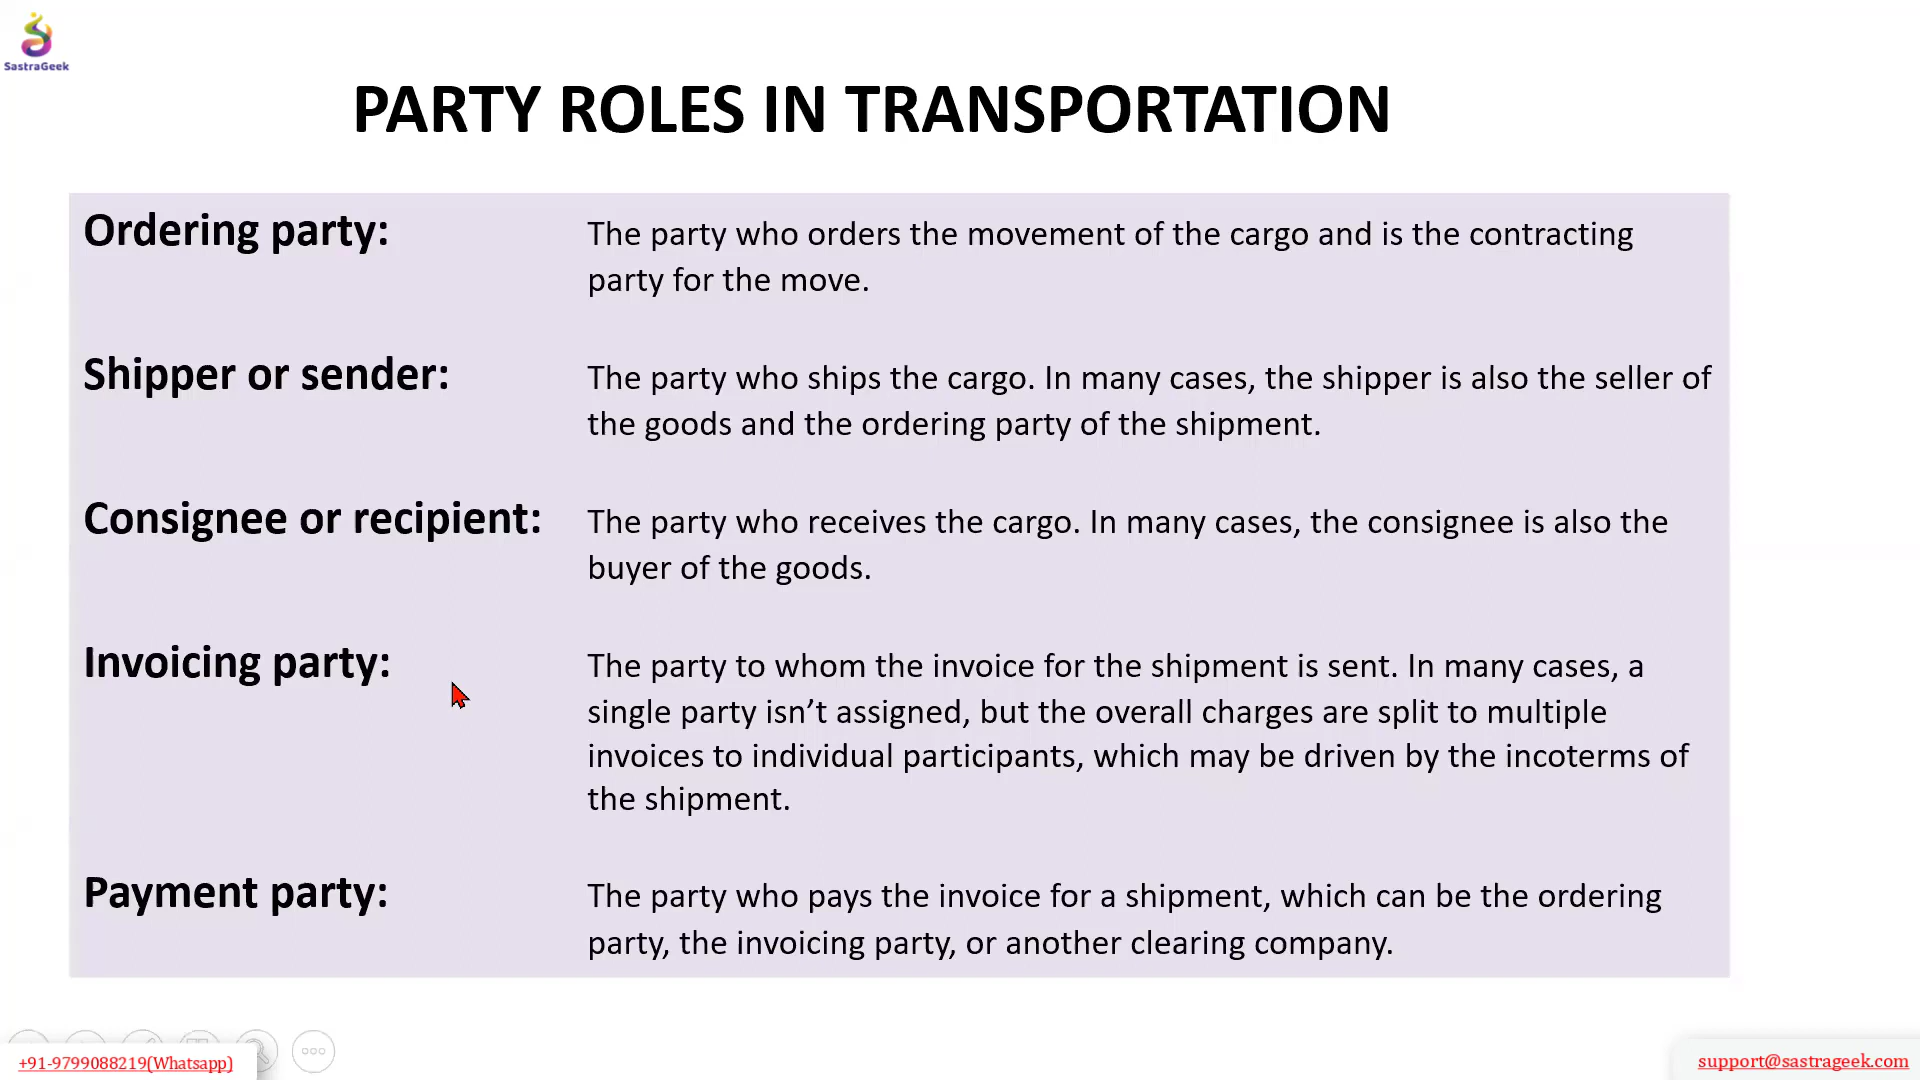 SastraGeek
PARTY ROLES IN TRANSPORTATION
Ordering party:
The party who orders the movement of the cargo and is the contracting
party for the move.
Shipper or sender:
The party who ships the cargo. In many cases, the shipper is also the seller of
the goods and the ordering party of the shipment.
Consignee or recipient:
The party who receives the cargo. In many cases, the consignee is also the
buyer of the goods.
Invoicing party:
The party to whom the invoice for the shipment is sent. In many cases, a
single party isn’t assigned, but the overall charges are split to multiple
invoices to individual participants, which may be driven by the incoterms of
the shipment.
Payment party:
The party who pays the invoice for a shipment, which can be the ordering
party, the invoicing party, or another clearing company.
+91-9799088219(Whatsapp)
support@sastrageek.com